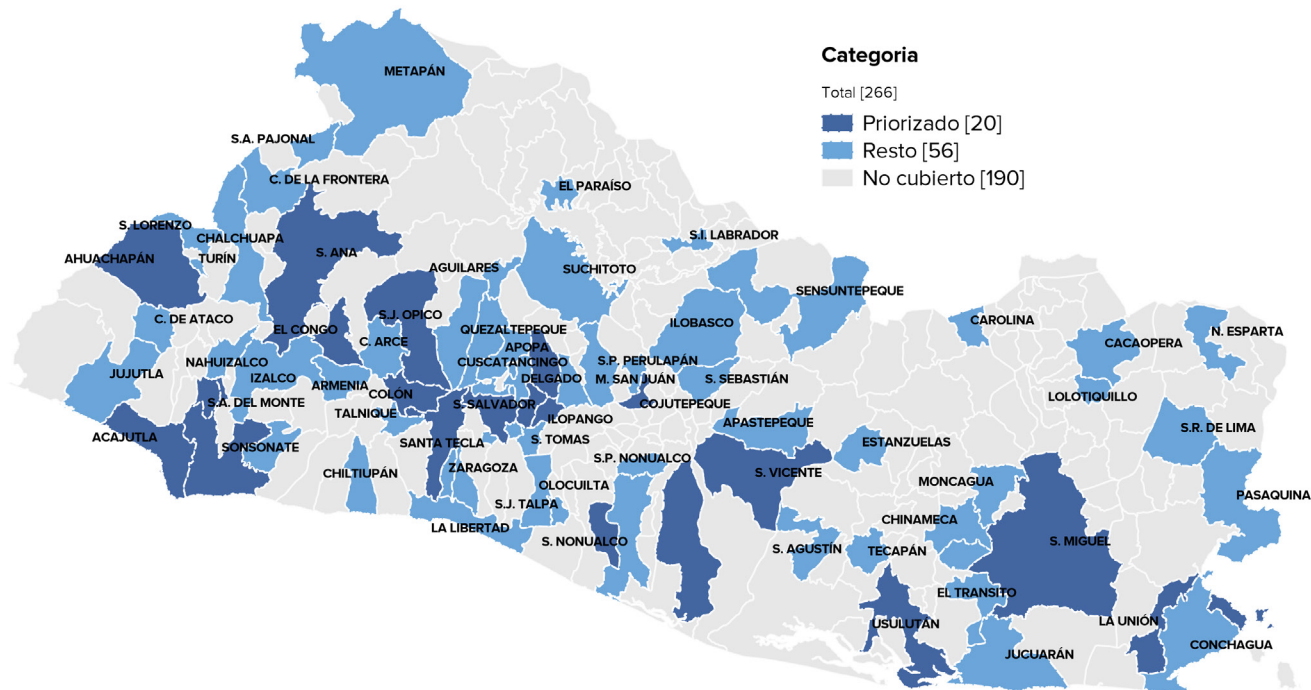 Categoria
Total [266]
Priorizado [20]
Resto [56]
No cubierto [190]
METAPÁN
S.A. PAJONAL
C. DE LA FRONTERA
EL PARAÍSO
S. LORENZO
CHALCHUAPA
S.I. LABRADOR
AHUACHAPÁN
TURÍN
S. ANA
AGUILARES
SUCHITOTO
SENSUNTEPEQUE
C. DE ATACO
EL CONGO
S.J. OPICO
QUEZALTEPEQUE
ILOBASCO
CAROLINA
N. ESPARTA
C. ARCE
APOPA
CACAOPERA
NAHUIZALCO
CUSCATANCINGO
S.P. PERULAPÁN
JUJUTLA
IZALCO
ARMENIA
DELGADO
M. SAN JUÁN
S. SEBASTIÁN
COLÓN
LOLOTIQUILLO
S.A. DEL MONTE
TALNIQUE
S. SALVADOR
COJUTEPEQUE
ILOPANGO
APASTEPEQUE
S.R. DE LIMA
ACAJUTLA
SONSONATE
SANTA TECLA
S. TOMAS
ESTANZUELAS
S.P. NONUALCO
CHILTIUPÁN
ZARAGOZA
S. VICENTE
OLOCUILTA
MONCAGUA
PASAQUINA
S.J. TALPA
LA LIBERTAD
CHINAMECA
S. NONUALCO
S. AGUSTÍN
TECAPÁN
S. MIGUEL
EL TRANSITO
USULUTÁN
LA UNIÓN
CONCHAGUA
JUCUARÁN